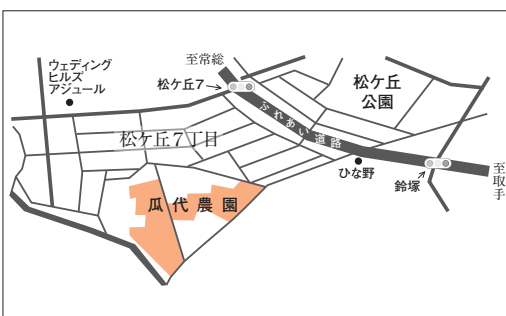 至常総
ウェディング
ヒルズ
アジュール
松ケ丘7
松ケ丘
公園
ふれあい道路
松ケ丘7丁目
ひな野
鈴塚
至取手
瓜代農園